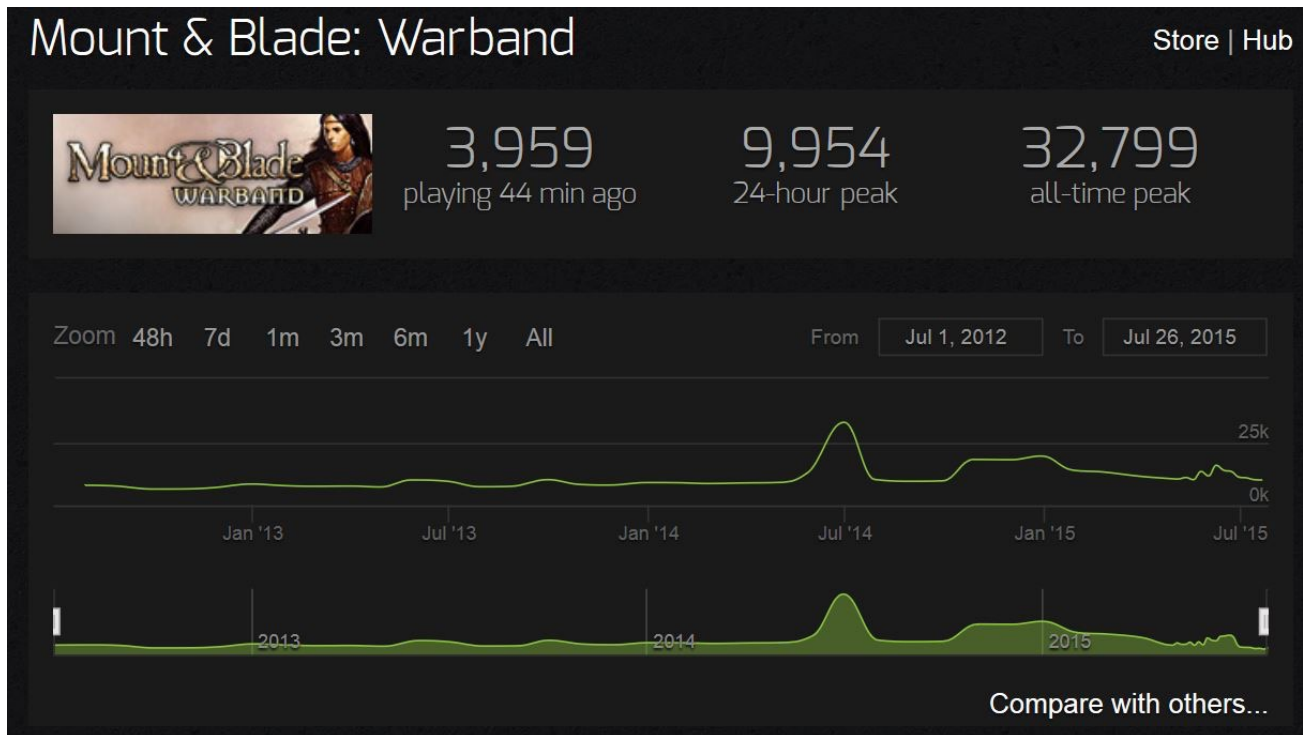 Mount & Blade: Warband
Store | Hub
Mount & Blade
WARBAND
3,959
playing 44 min ago
9,954
24-hour peak
32,799
all-time peak
Zoom 48h 7d 1m 3m 6m 1y All
From Jul 1, 2012 To Jul 26, 2015
25k
0k
Jan '13 Jul '13 Jan '14 Jul '14 Jan '15 Jul '15
2013 2014 2015
Compare with others...